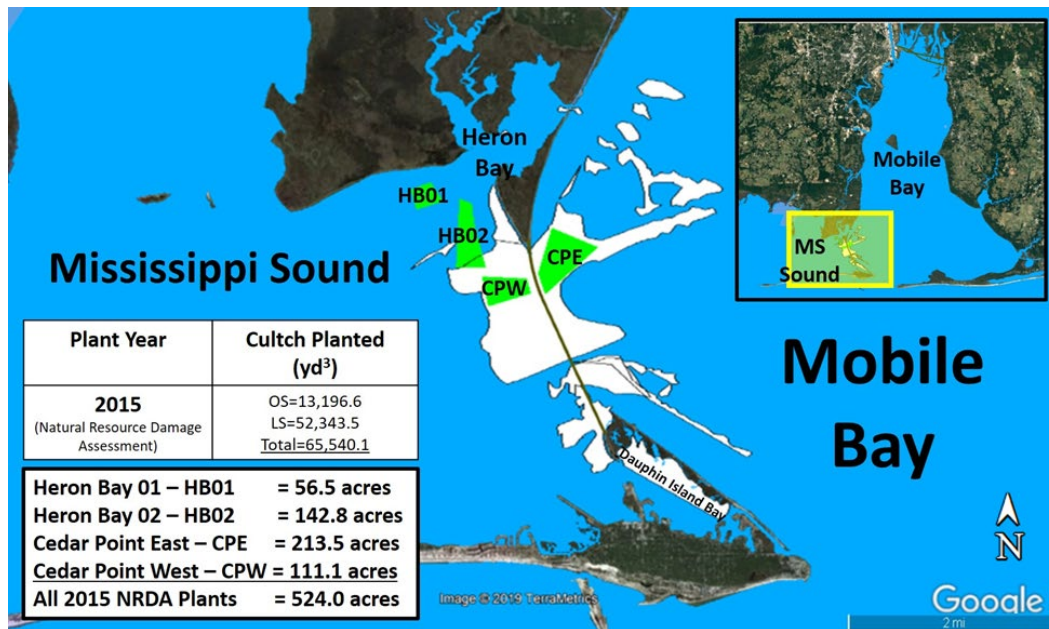 Heron
Bay
HB01
HB02
CPE
CPW
Mississippi Sound
Mobile
Bay
MS
Sound
Mobile
Bay
Dauphin Island Bay
Plant Year
Cultch Planted
(yd³)
2015
(Natural Resource Damage
Assessment)
OS=13,196.6
LS=52,343.5
Total=65,540.1
Heron Bay 01 – HB01 = 56.5 acres
Heron Bay 02 – HB02 = 142.8 acres
Cedar Point East – CPE = 213.5 acres
Cedar Point West – CPW = 111.1 acres
All 2015 NRDA Plants = 524.0 acres
Image © 2019 TerraMetrics
N
Google
2 mi